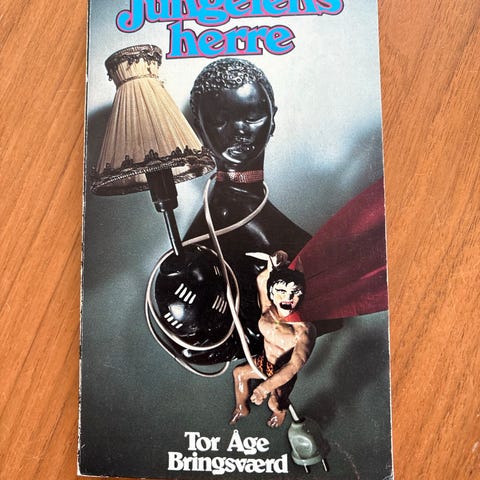 Jungelens
herre
Tor Åge
Bringsværd